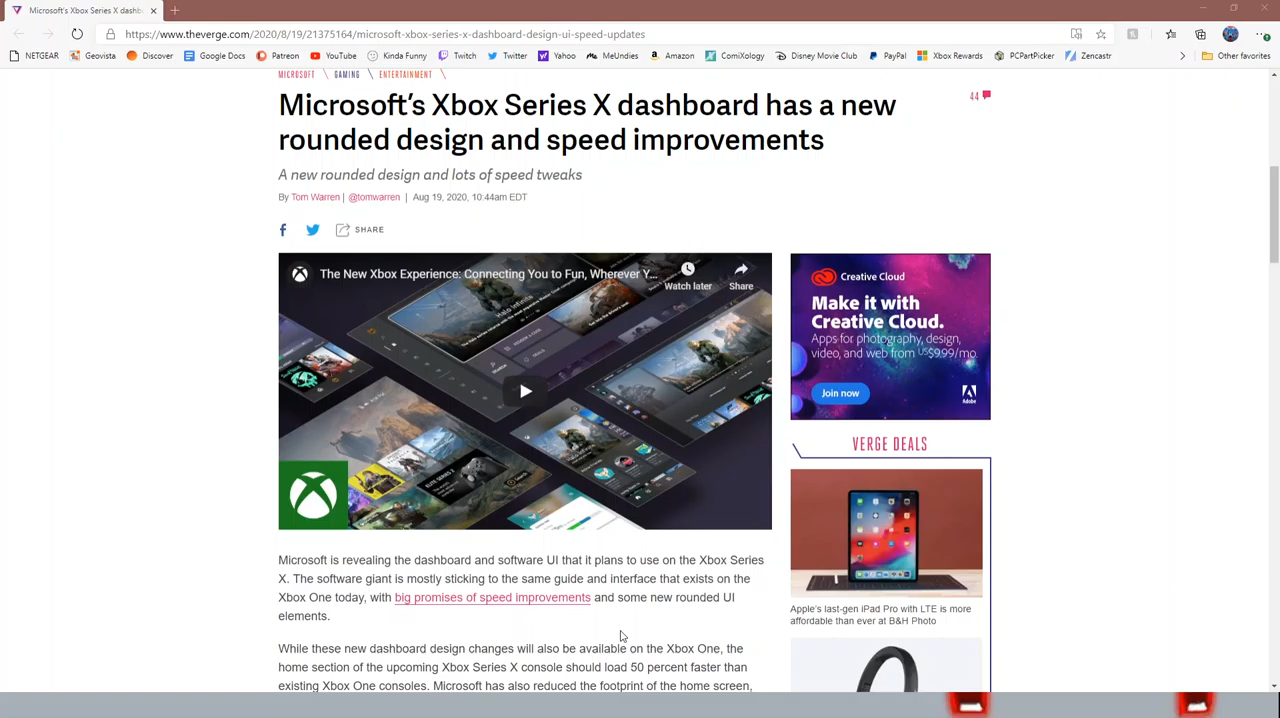 Microsoft's Xbox Series X dashb
https://www.theverge.com/2020/8/19/21375164/microsoft-xbox-series-x-dashboard-design-ui-speed-updates
NETGEAR Geovista Discover Google Docs Patreon YouTube Kinda Funny Twitch Twitter Yahoo MeUndies Amazon ComiXology Disney Movie Club PayPal Xbox Rewards PCPartPicker Zencastr Other favorites
MICROSOFT GAMING ENTERTAINMENT
Microsoft's Xbox Series X dashboard has a new
rounded design and speed improvements
44
A new rounded design and lots of speed tweaks
By Tom Warren | @tomwarren | Aug 19, 2020, 10:44am EDT
SHARE
The New Xbox Experience: Connecting You to Fun, Wherever Y...
Watch later
Share
Halo Infinite
Creative Cloud
Make it with
Creative Cloud.
Apps for photography, design,
video, and web from US$9.99/mo.
Join now
Adobe
VERGE DEALS
Apple's last-gen iPad Pro with LTE is more
affordable than ever at B&H Photo
Microsoft is revealing the dashboard and software UI that it plans to use on the Xbox Series
X. The software giant is mostly sticking to the same guide and interface that exists on the
Xbox One today, with big promises of speed improvements and some new rounded UI
elements.
While these new dashboard design changes will also be available on the Xbox One, the
home section of the upcoming Xbox Series X console should load 50 percent faster than
existing Xbox One consoles. Microsoft has also reduced the footprint of the home screen,